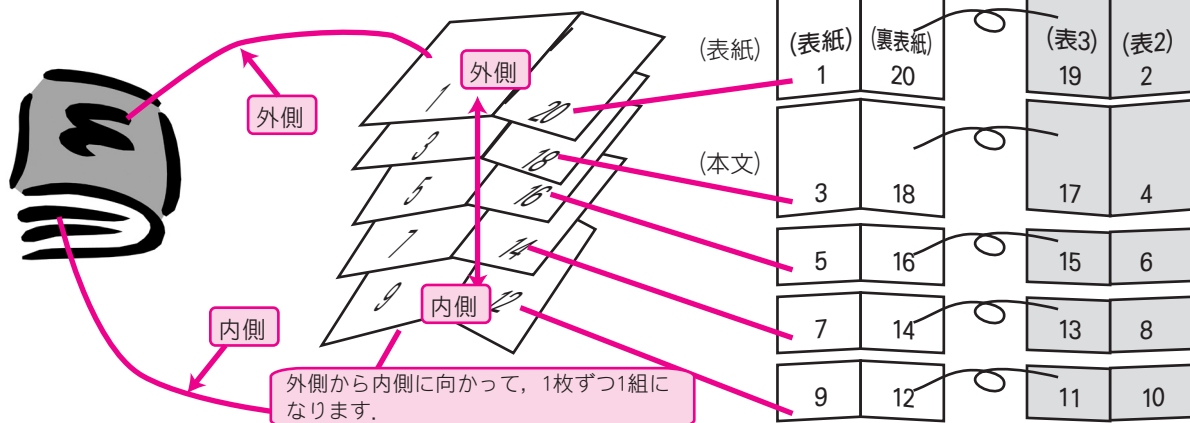 外側
内側
外側から内側に向かって，1枚ずつ1組に
なります．
外側
内側
1
20
3
18
5
16
7
14
9
12
(表紙)
(本文)
(表紙) (裏表紙) (表3) (表2)
1 20 19 2
3 18 17 4
5 16 15 6
7 14 13 8
9 12 11 10